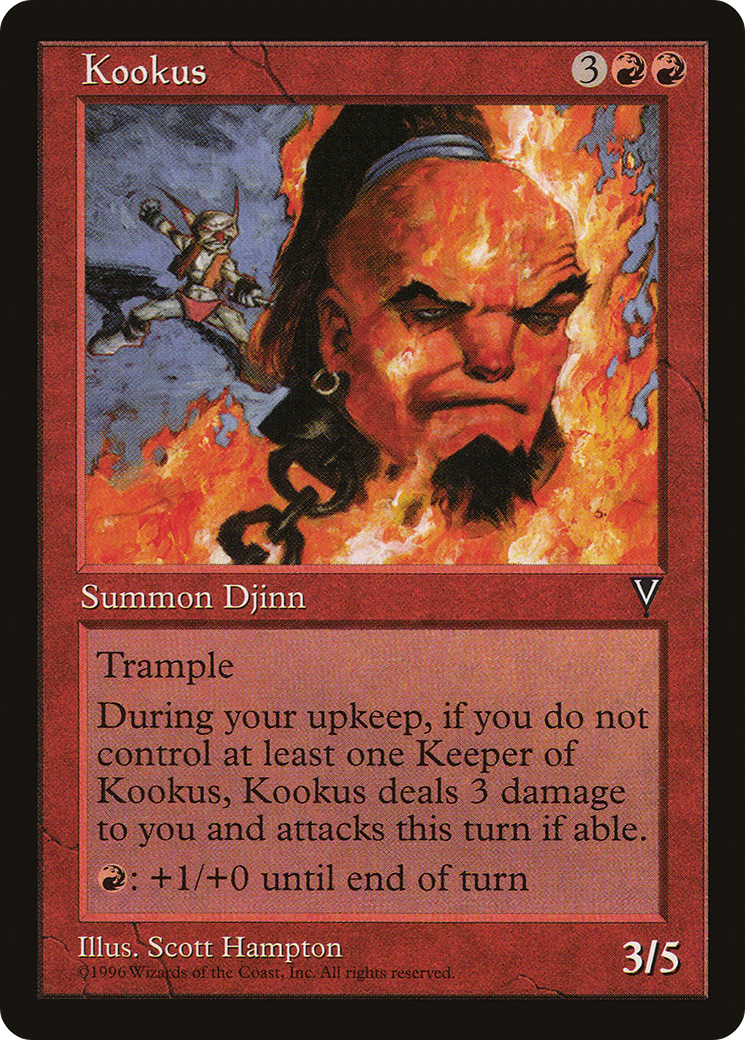 Kookus 3
Summon Djinn V
Trample
During your upkeep, if you do not
control at least one Keeper of
Kookus, Kookus deals 3 damage
to you and attacks this turn if able.
: +1/+0 until end of turn
Illus. Scott Hampton
©1996 Wizards of the Coast, Inc. All rights reserved.
3/5